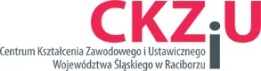 CKZiU
Centrum Kształcenia Zawodowego i Ustawicznego
Województwa Śląskiego w Raciborzu